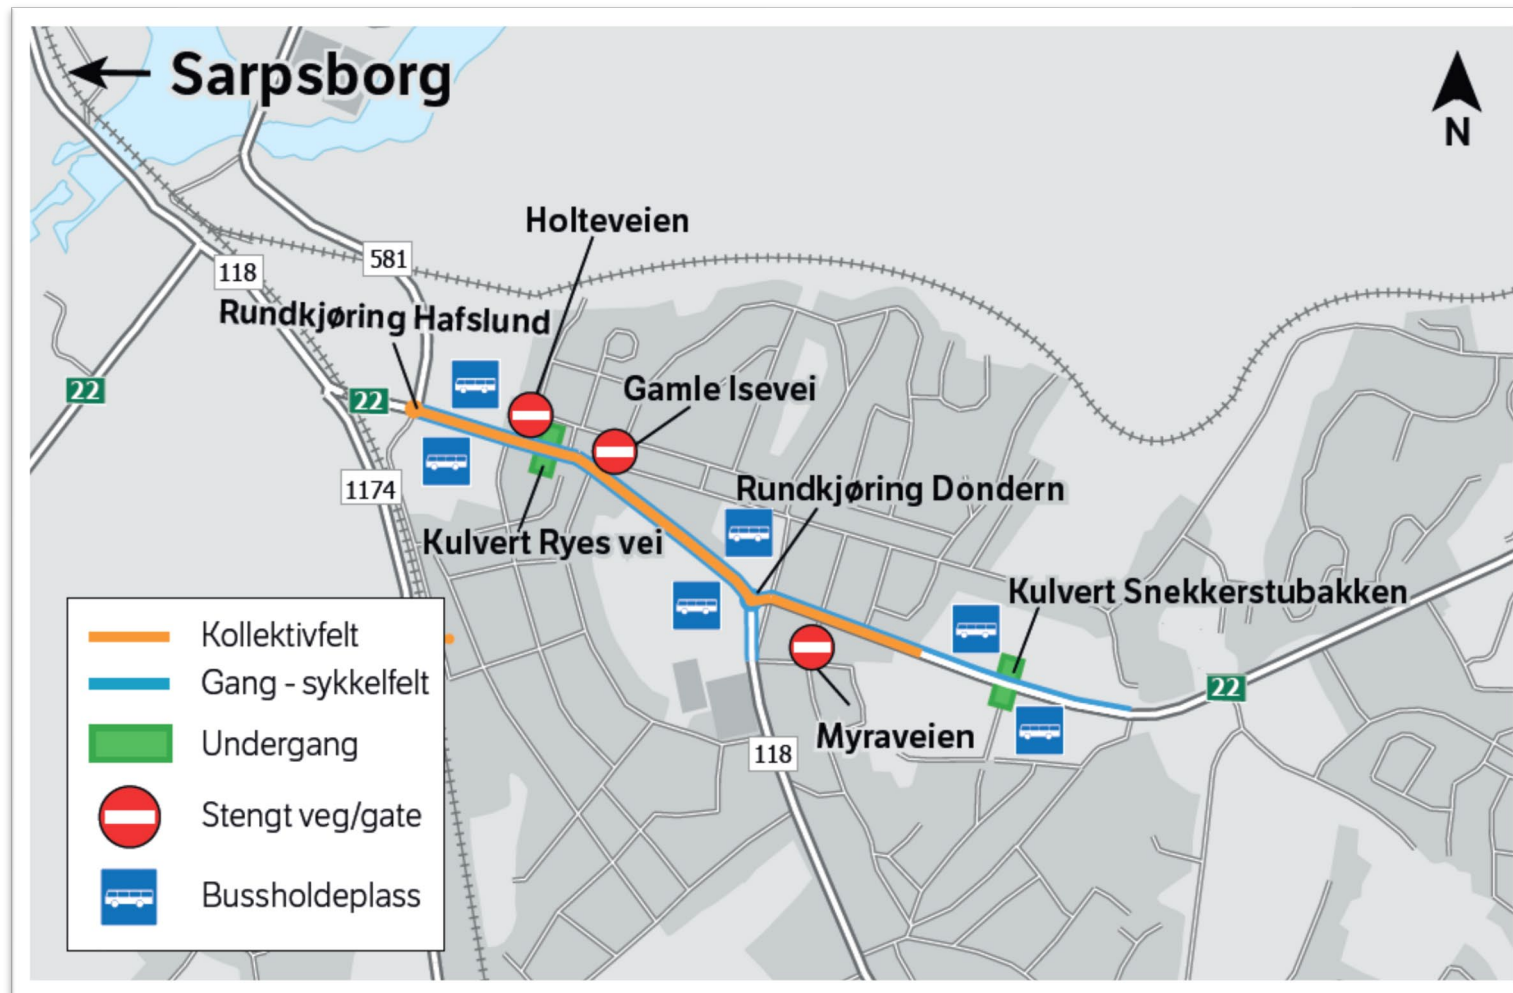 Sarpsborg
N
Holteveien
581
118
Rundkjøring Hafslund
22
22
Gamle Isevei
1174
Rundkjøring Dondern
Kulvert Ryes vei
Kulvert Snekkerstubakken
22
Myraveien
118
Kollektivfelt
Gang - sykkelfelt
Undergang
Stengt veg/gate
Bussholdeplass